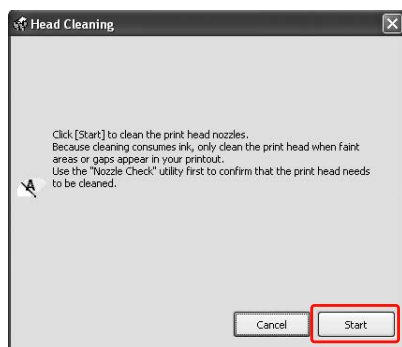 Head Cleaning
Click [Start] to clean the print head nozzles.
Because cleaning consumes ink, only clean the print head when faint
areas or gaps appear in your printout.
Use the "Nozzle Check" utility first to confirm that the print head needs
to be cleaned.
A
Cancel Start